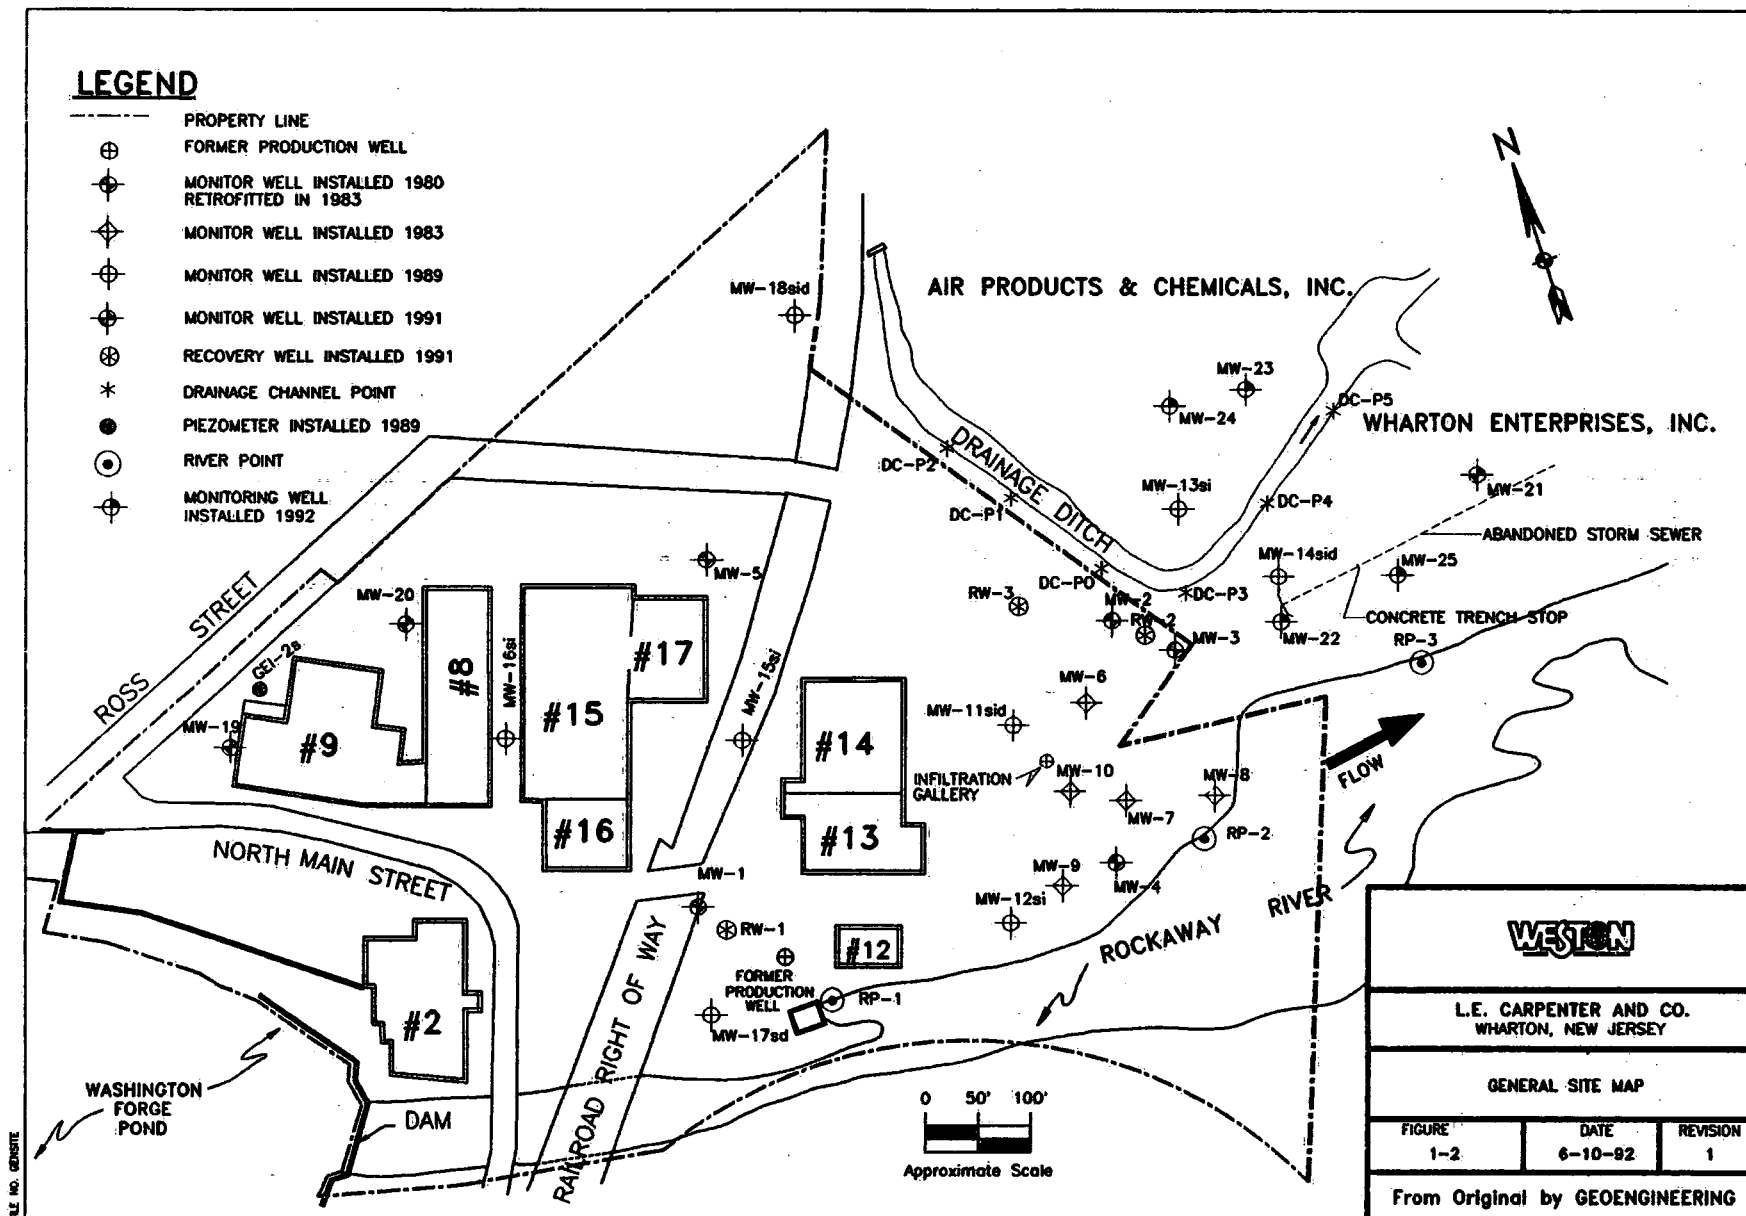 LEGEND
PROPERTY LINE
FORMER PRODUCTION WELL
MONITOR WELL INSTALLED 1980
RETROFITTED IN 1983
MONITOR WELL INSTALLED 1983
MONITOR WELL INSTALLED 1989
MONITOR WELL INSTALLED 1991
RECOVERY WELL INSTALLED 1991
DRAINAGE CHANNEL POINT
PIEZOMETER INSTALLED 1989
RIVER POINT
MONITORING WELL
INSTALLED 1992
N
MW-18sid
AIR PRODUCTS & CHEMICALS, INC.
MW-23
MW-24
DC-P5
WHARTON ENTERPRISES, INC.
DRAINAGE DITCH
DC-P2
DC-P1
MW-13si
DC-P4
MW-21
ABANDONED STORM SEWER
MW-14sid
MW-25
DC-P0
DC-P3
CONCRETE TRENCH STOP
MW-22
RP-3
ROSS STREET
MW-20
MW-5
RW-3
MW-2
RW-2
MW-3
GEI-2s
MW-19
#9
#8
MW-16si
#15
#17
MW-15si
#16
#14
#13
MW-6
MW-11sid
INFILTRATION
GALLERY
MW-10
MW-7
MW-8
FLOW
RP-2
NORTH MAIN STREET
MW-1
MW-9
MW-4
MW-12si
ROCKAWAY RIVER
RW-1
#12
FORMER
PRODUCTION
WELL
RP-1
MW-17sd
#2
RAILROAD RIGHT OF WAY
WASHINGTON
FORGE
POND
DAM
0 50' 100'
Approximate Scale
WESTON
L.E. CARPENTER AND CO.
WHARTON, NEW JERSEY
GENERAL SITE MAP
FIGURE
1-2
DATE
6-10-92
REVISION
1
From Original by GEOENGINEERING
NO. GENSITE